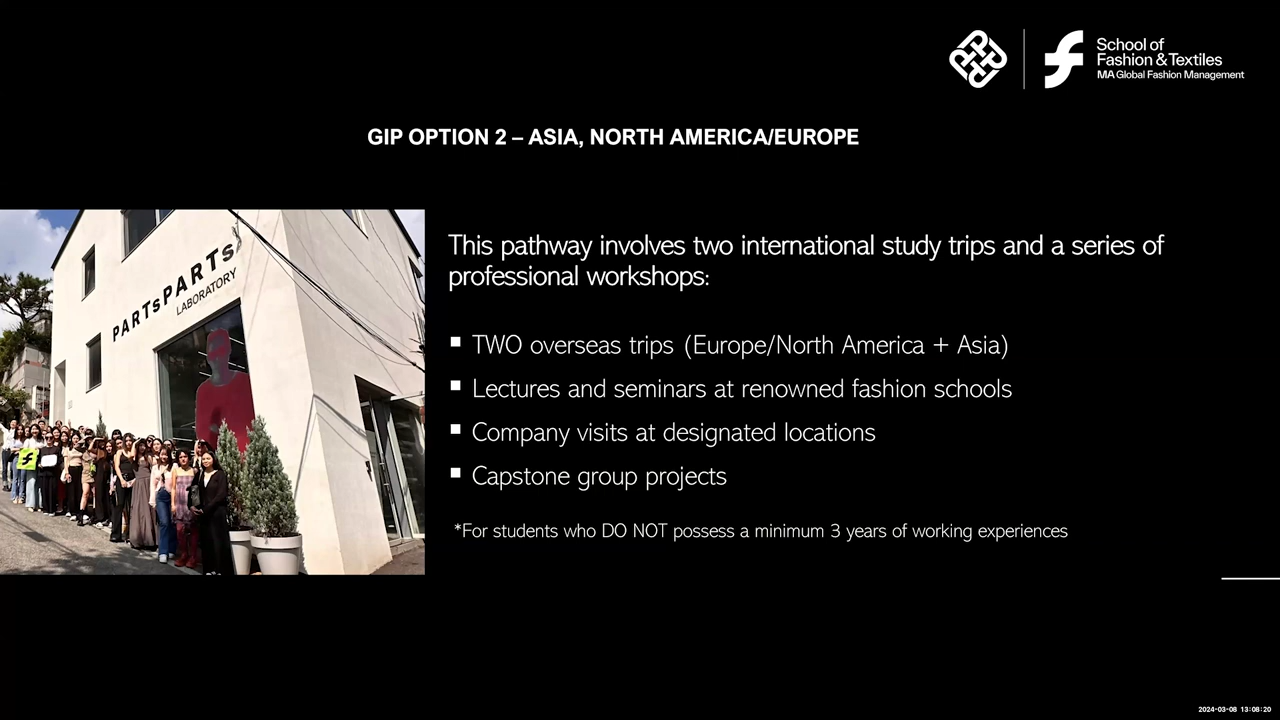 School of
Fashion & Textiles
MA Global Fashion Management
GIP OPTION 2 – ASIA, NORTH AMERICA/EUROPE
PARTsPARTs
LABORATORY
This pathway involves two international study trips and a series of
professional workshops:
▪ TWO overseas trips (Europe/North America + Asia)
▪ Lectures and seminars at renowned fashion schools
▪ Company visits at designated locations
▪ Capstone group projects
*For students who DO NOT possess a minimum 3 years of working experiences
2024-03-08 13:08:20